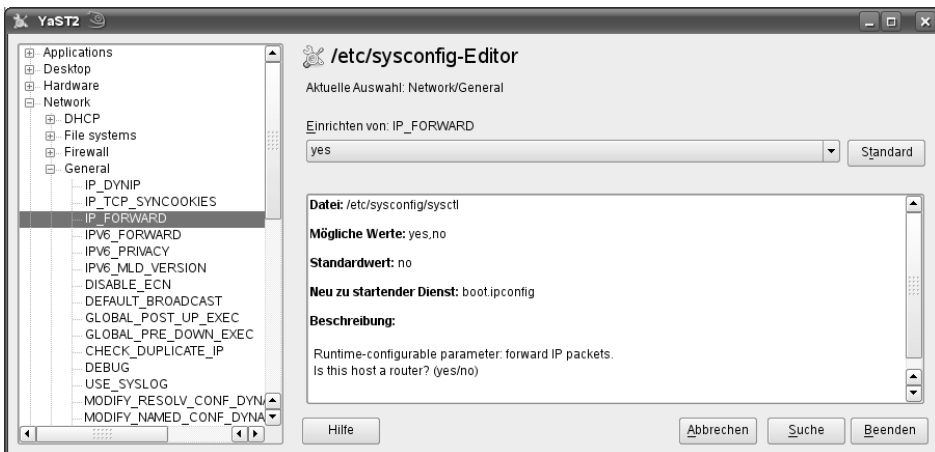 YaST2
Applications
Desktop
Hardware
Network
DHCP
File systems
Firewall
General
IP_DYNIP
IP_TCP_SYNCOOKIES
IP_FORWARD
IPV6_FORWARD
IPV6_PRIVACY
IPV6_MLD_VERSION
DISABLE_ECN
DEFAULT_BROADCAST
GLOBAL_POST_UP_EXEC
GLOBAL_PRE_DOWN_EXEC
CHECK_DUPLICATE_IP
DEBUG
USE_SYSLOG
MODIFY_RESOLV_CONF_DYNA
MODIFY_NAMED_CONF_DYNA
/etc/sysconfig-Editor
Aktuelle Auswahl: Network/General
Einrichten von: IP_FORWARD
yes
Standard
Datei: /etc/sysconfig/sysctl
Mögliche Werte: yes,no
Standardwert: no
Neu zu startender Dienst: boot.ipconfig
Beschreibung:
Runtime-configurable parameter: forward IP packets.
Is this host a router? (yes/no)
Hilfe
Abbrechen
Suche
Beenden